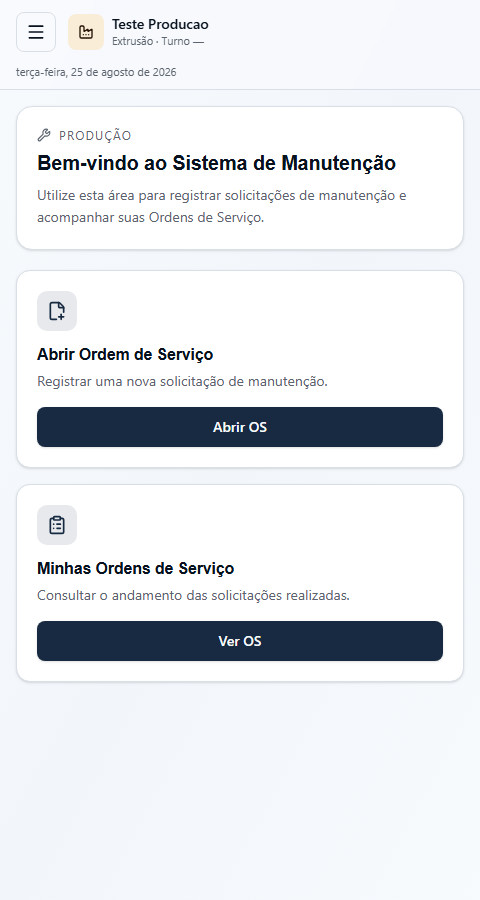 Teste Producao
Extrusão · Turno —
terça-feira, 25 de agosto de 2026
PRODUÇÃO
Bem-vindo ao Sistema de Manutenção
Utilize esta área para registrar solicitações de manutenção e
acompanhar suas Ordens de Serviço.
Abrir Ordem de Serviço
Registrar uma nova solicitação de manutenção.
Abrir OS
Minhas Ordens de Serviço
Consultar o andamento das solicitações realizadas.
Ver OS